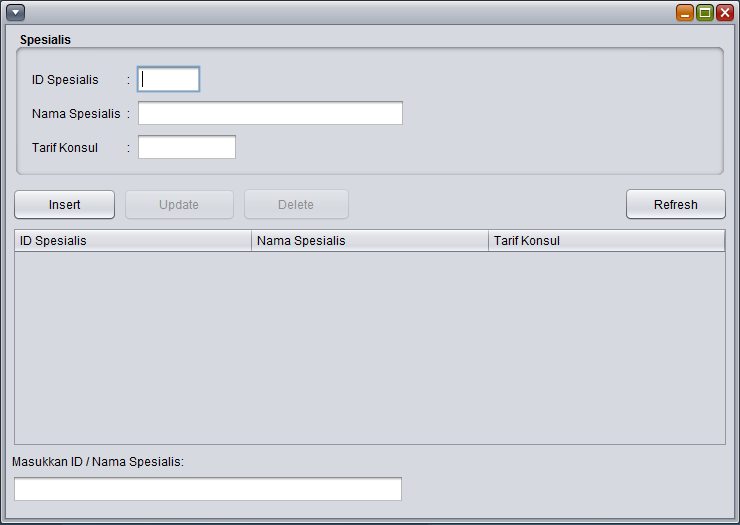 Spesialis
ID Spesialis :
Nama Spesialis :
Tarif Konsul :
Insert Update Delete Refresh
ID Spesialis Nama Spesialis Tarif Konsul
Masukkan ID / Nama Spesialis: